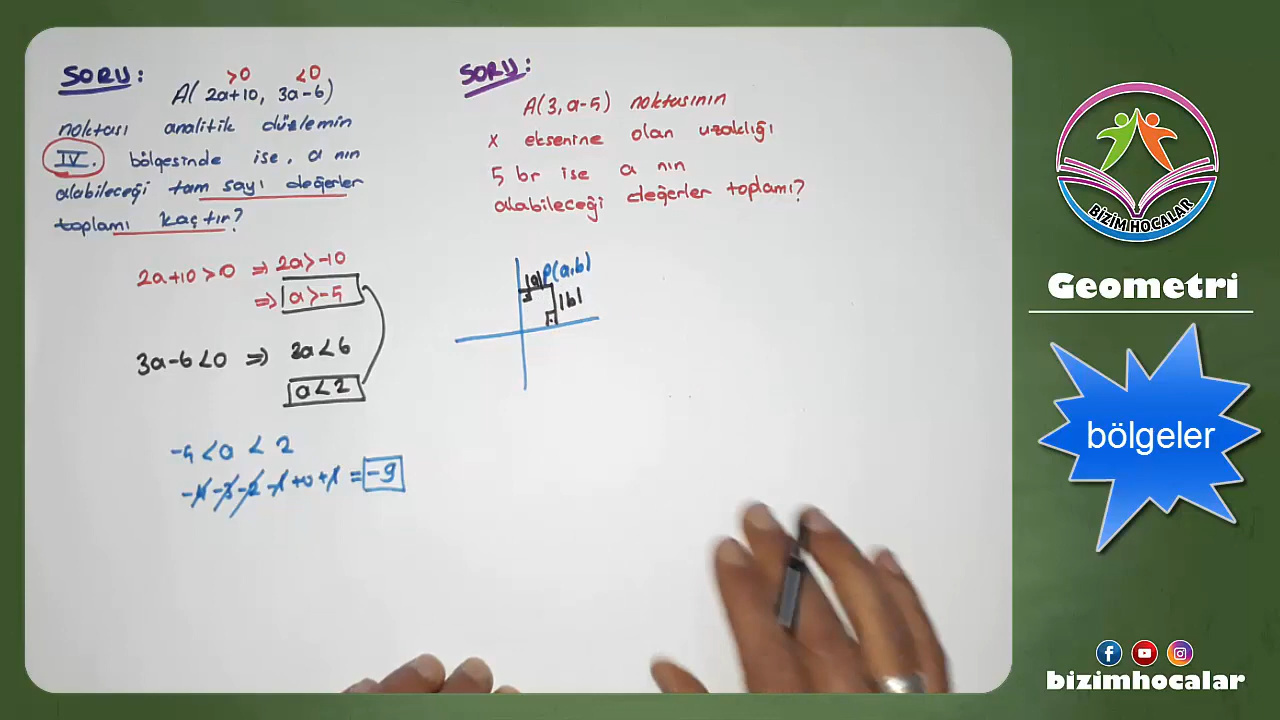 SORU:
>0 <0
A(2a+10, 3a-6)
noktası analitik düzlemin
IV. bölgesinde ise, a nın
alabileceği tam sayı değerler
toplamı kaçtır?
2a+10>0 ⇒ 2a>-10
⇒ a>-5
3a-6<0 ⇒ 3a<6
a<2
-5<a<2
-4-3-2-1+0+1=-9
SORU:
A(3,a-5) noktasının
x eksenine olan uzaklığı
5 br ise a nın
alabileceği değerler toplamı?
|a| P(a,b)
|b|
BİZİM HOCALAR
Geometri
bölgeler
bizimhocalar